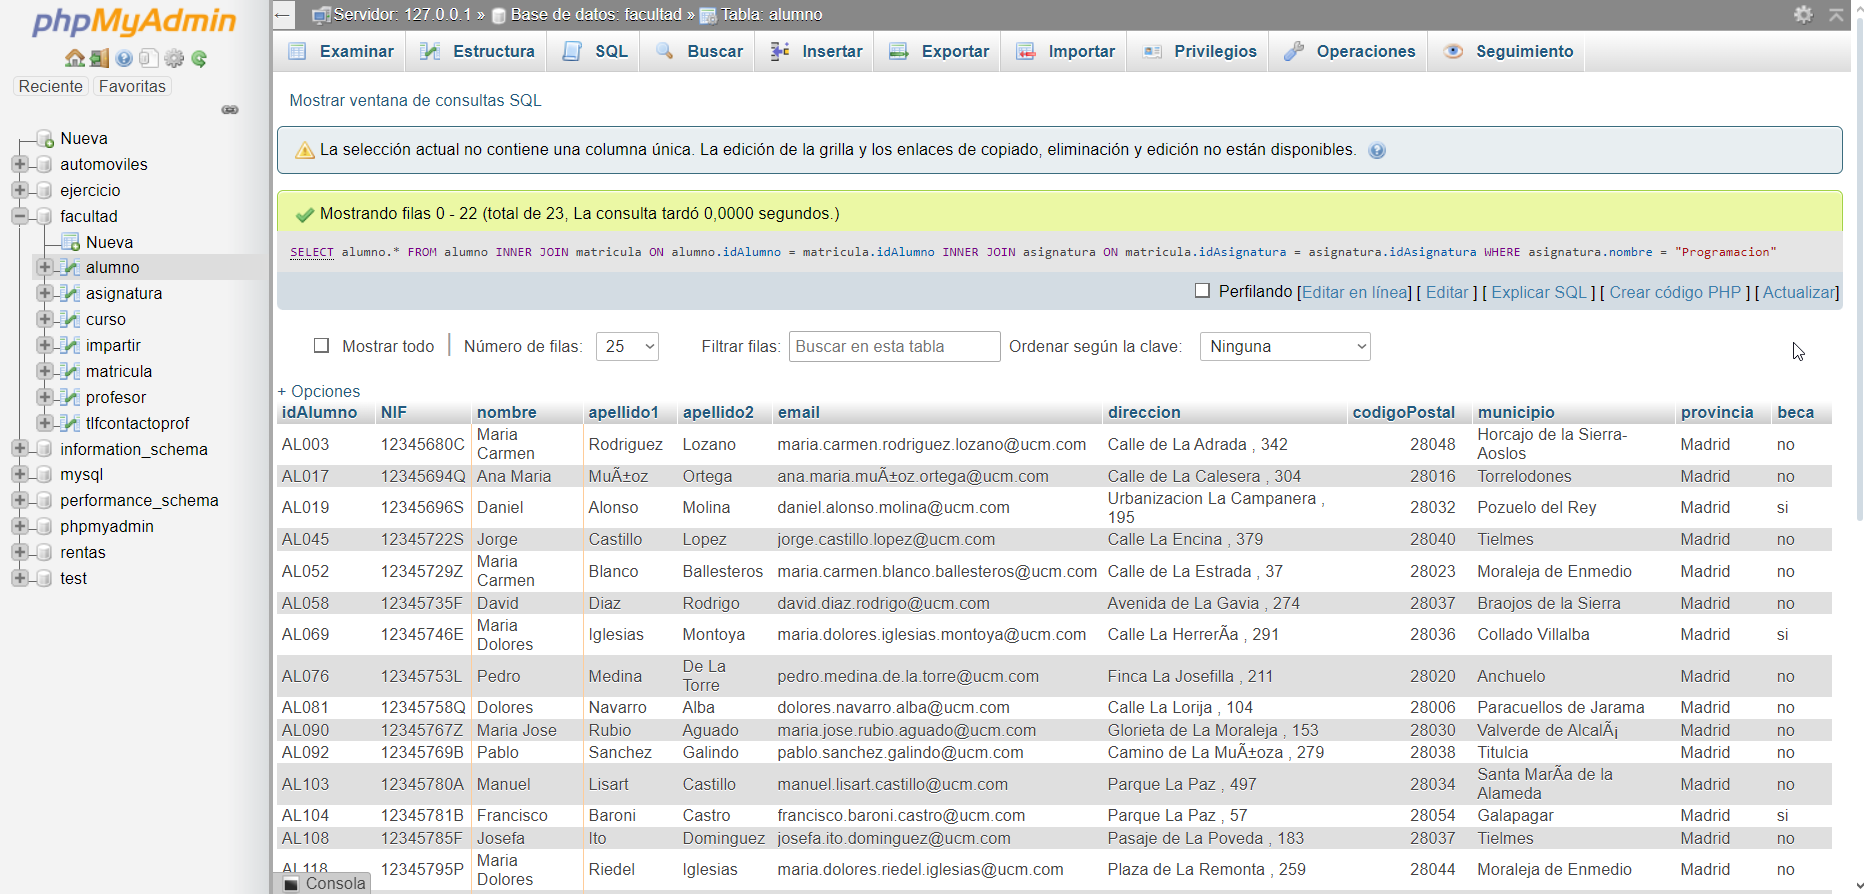 phpMyAdmin
Reciente Favoritas
Nueva
automoviles
ejercicio
facultad
Nueva
alumno
asignatura
curso
impartir
matricula
profesor
tlfcontactoprof
information_schema
mysql
performance_schema
phpmyadmin
rentas
test
Servidor: 127.0.0.1 » Base de datos: facultad » Tabla: alumno
Examinar Estructura SQL Buscar Insertar Exportar Importar Privilegios Operaciones Seguimiento
Mostrar ventana de consultas SQL
La selección actual no contiene una columna única. La edición de la grilla y los enlaces de copiado, eliminación y edición no están disponibles.
Mostrando filas 0 - 22 (total de 23, La consulta tardó 0,0000 segundos.)
SELECT alumno.* FROM alumno INNER JOIN matricula ON alumno.idAlumno = matricula.idAlumno INNER JOIN asignatura ON matricula.idAsignatura = asignatura.idAsignatura WHERE asignatura.nombre = "Programacion"
Perfilando [Editar en línea] [ Editar ] [ Explicar SQL ] [ Crear código PHP ] [ Actualizar]
Mostrar todo | Número de filas: 25 Filtrar filas: Buscar en esta tabla Ordenar según la clave: Ninguna
+ Opciones
idAlumno NIF nombre apellido1 apellido2 email direccion codigoPostal municipio provincia beca
AL003 12345680C Maria Carmen Rodriguez Lozano maria.carmen.rodriguez.lozano@ucm.com Calle de La Adrada , 342 28048 Horcajo de la Sierra-Aoslos Madrid no
AL017 12345694Q Ana Maria MuÃ±oz Ortega ana.maria.muÃ±oz.ortega@ucm.com Calle de La Calesera , 304 28016 Torrelodones Madrid no
AL019 12345696S Daniel Alonso Molina daniel.alonso.molina@ucm.com Urbanizacion La Campanera , 195 28032 Pozuelo del Rey Madrid si
AL045 12345722S Jorge Castillo Lopez jorge.castillo.lopez@ucm.com Calle La Encina , 379 28040 Tielmes Madrid no
AL052 12345729Z Maria Carmen Blanco Ballesteros maria.carmen.blanco.ballesteros@ucm.com Calle de La Estrada , 37 28023 Moraleja de Enmedio Madrid no
AL058 12345735F David Diaz Rodrigo david.diaz.rodrigo@ucm.com Avenida de La Gavia , 274 28037 Braojos de la Sierra Madrid no
AL069 12345746E Maria Dolores Iglesias Montoya maria.dolores.iglesias.montoya@ucm.com Calle La HerrerÃa , 291 28036 Collado Villalba Madrid si
AL076 12345753L Pedro Medina De La Torre pedro.medina.de.la.torre@ucm.com Finca La Josefilla , 211 28020 Anchuelo Madrid no
AL081 12345758Q Dolores Navarro Alba dolores.navarro.alba@ucm.com Calle La Lorija , 104 28006 Paracuellos de Jarama Madrid no
AL090 12345767Z Maria Jose Rubio Aguado maria.jose.rubio.aguado@ucm.com Glorieta de La Moraleja , 153 28030 Valverde de AlcalÃ¡ Madrid no
AL092 12345769B Pablo Sanchez Galindo pablo.sanchez.galindo@ucm.com Camino de La MuÃ±oza , 279 28038 Titulcia Madrid no
AL103 12345780A Manuel Lisart Castillo manuel.lisart.castillo@ucm.com Parque La Paz , 497 28034 Santa MarÃa de la Alameda Madrid no
AL104 12345781B Francisco Baroni Castro francisco.baroni.castro@ucm.com Parque La Paz , 57 28054 Galapagar Madrid si
AL108 12345785F Josefa Ito Dominguez josefa.ito.dominguez@ucm.com Pasaje de La Poveda , 183 28037 Tielmes Madrid no
AL118 12345795P Maria Dolores Riedel Iglesias maria.dolores.riedel.iglesias@ucm.com Plaza de La Remonta , 259 28044 Moraleja de Enmedio Madrid no
Consola